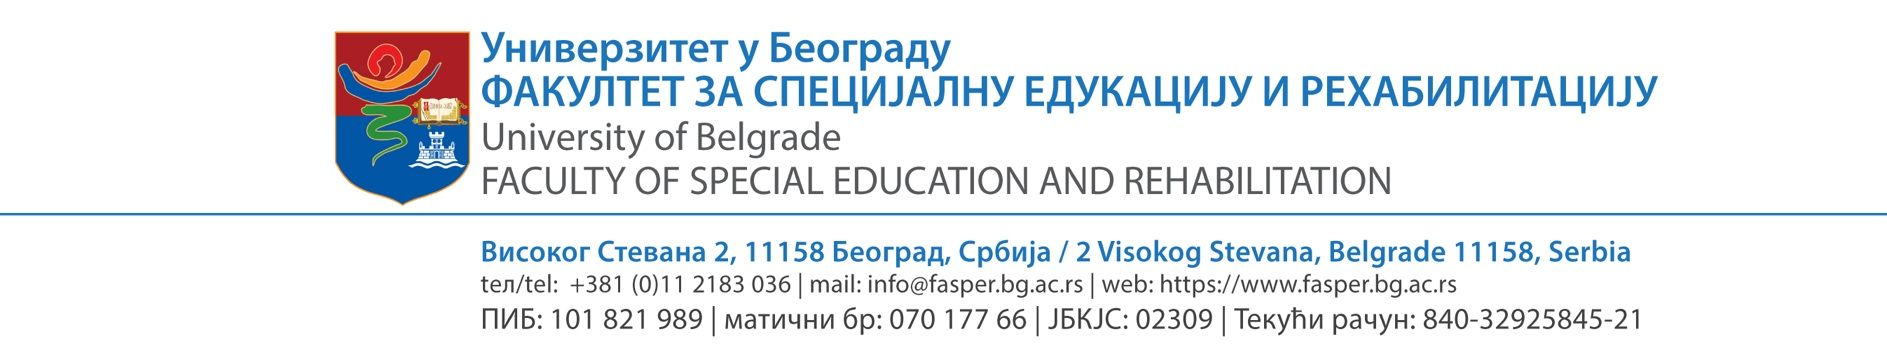 Универзитет у Београду
ФАКУЛТЕТ ЗА СПЕЦИЈАЛНУ ЕДУКАЦИЈУ И РЕХАБИЛИТАЦИЈУ
University of Belgrade
FACULTY OF SPECIAL EDUCATION AND REHABILITATION
Високог Стевана 2, 11158 Београд, Србија / 2 Visokog Stevana, Belgrade 11158, Serbia
тел/tel: +381 (0)11 2183 036 | mail: info@fasper.bg.ac.rs | web: https://www.fasper.bg.ac.rs
ПИБ: 101 821 989 | матични бр: 070 177 66 | ЈБКЈС: 02309 | Текући рачун: 840-32925845-21